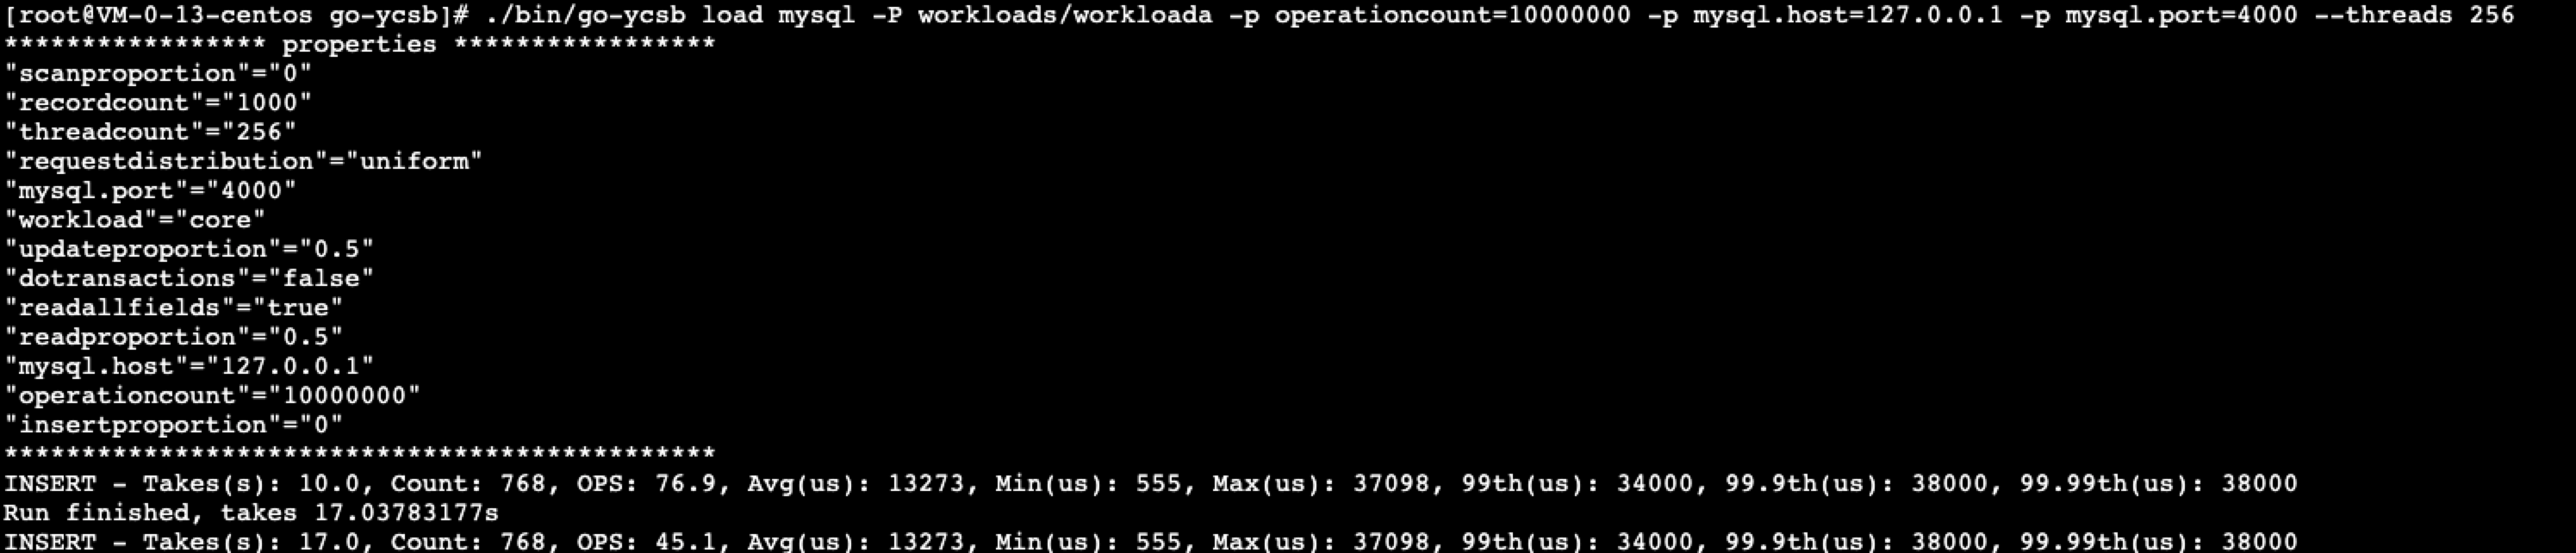 [root@VM-0-13-centos go-ycsb]# ./bin/go-ycsb load mysql -P workloads/workloada -p operationcount=10000000 -p mysql.host=127.0.0.1 -p mysql.port=4000 --threads 256
***************** properties *****************
"scanproportion"="0"
"recordcount"="1000"
"threadcount"="256"
"requestdistribution"="uniform"
"mysql.port"="4000"
"workload"="core"
"updateproportion"="0.5"
"dotransactions"="false"
"readallfields"="true"
"readproportion"="0.5"
"mysql.host"="127.0.0.1"
"operationcount"="10000000"
"insertproportion"="0"
**********************************************
INSERT - Takes(s): 10.0, Count: 768, OPS: 76.9, Avg(us): 13273, Min(us): 555, Max(us): 37098, 99th(us): 34000, 99.9th(us): 38000, 99.99th(us): 38000
Run finished, takes 17.03783177s
INSERT - Takes(s): 17.0, Count: 768, OPS: 45.1, Avg(us): 13273, Min(us): 555, Max(us): 37098, 99th(us): 34000, 99.9th(us): 38000, 99.99th(us): 38000